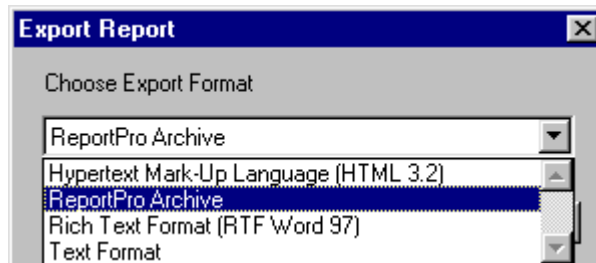 Export Report
Choose Export Format
ReportPro Archive
Hypertext Mark-Up Language (HTML 3.2)
ReportPro Archive
Rich Text Format (RTF Word 97)
Text Format